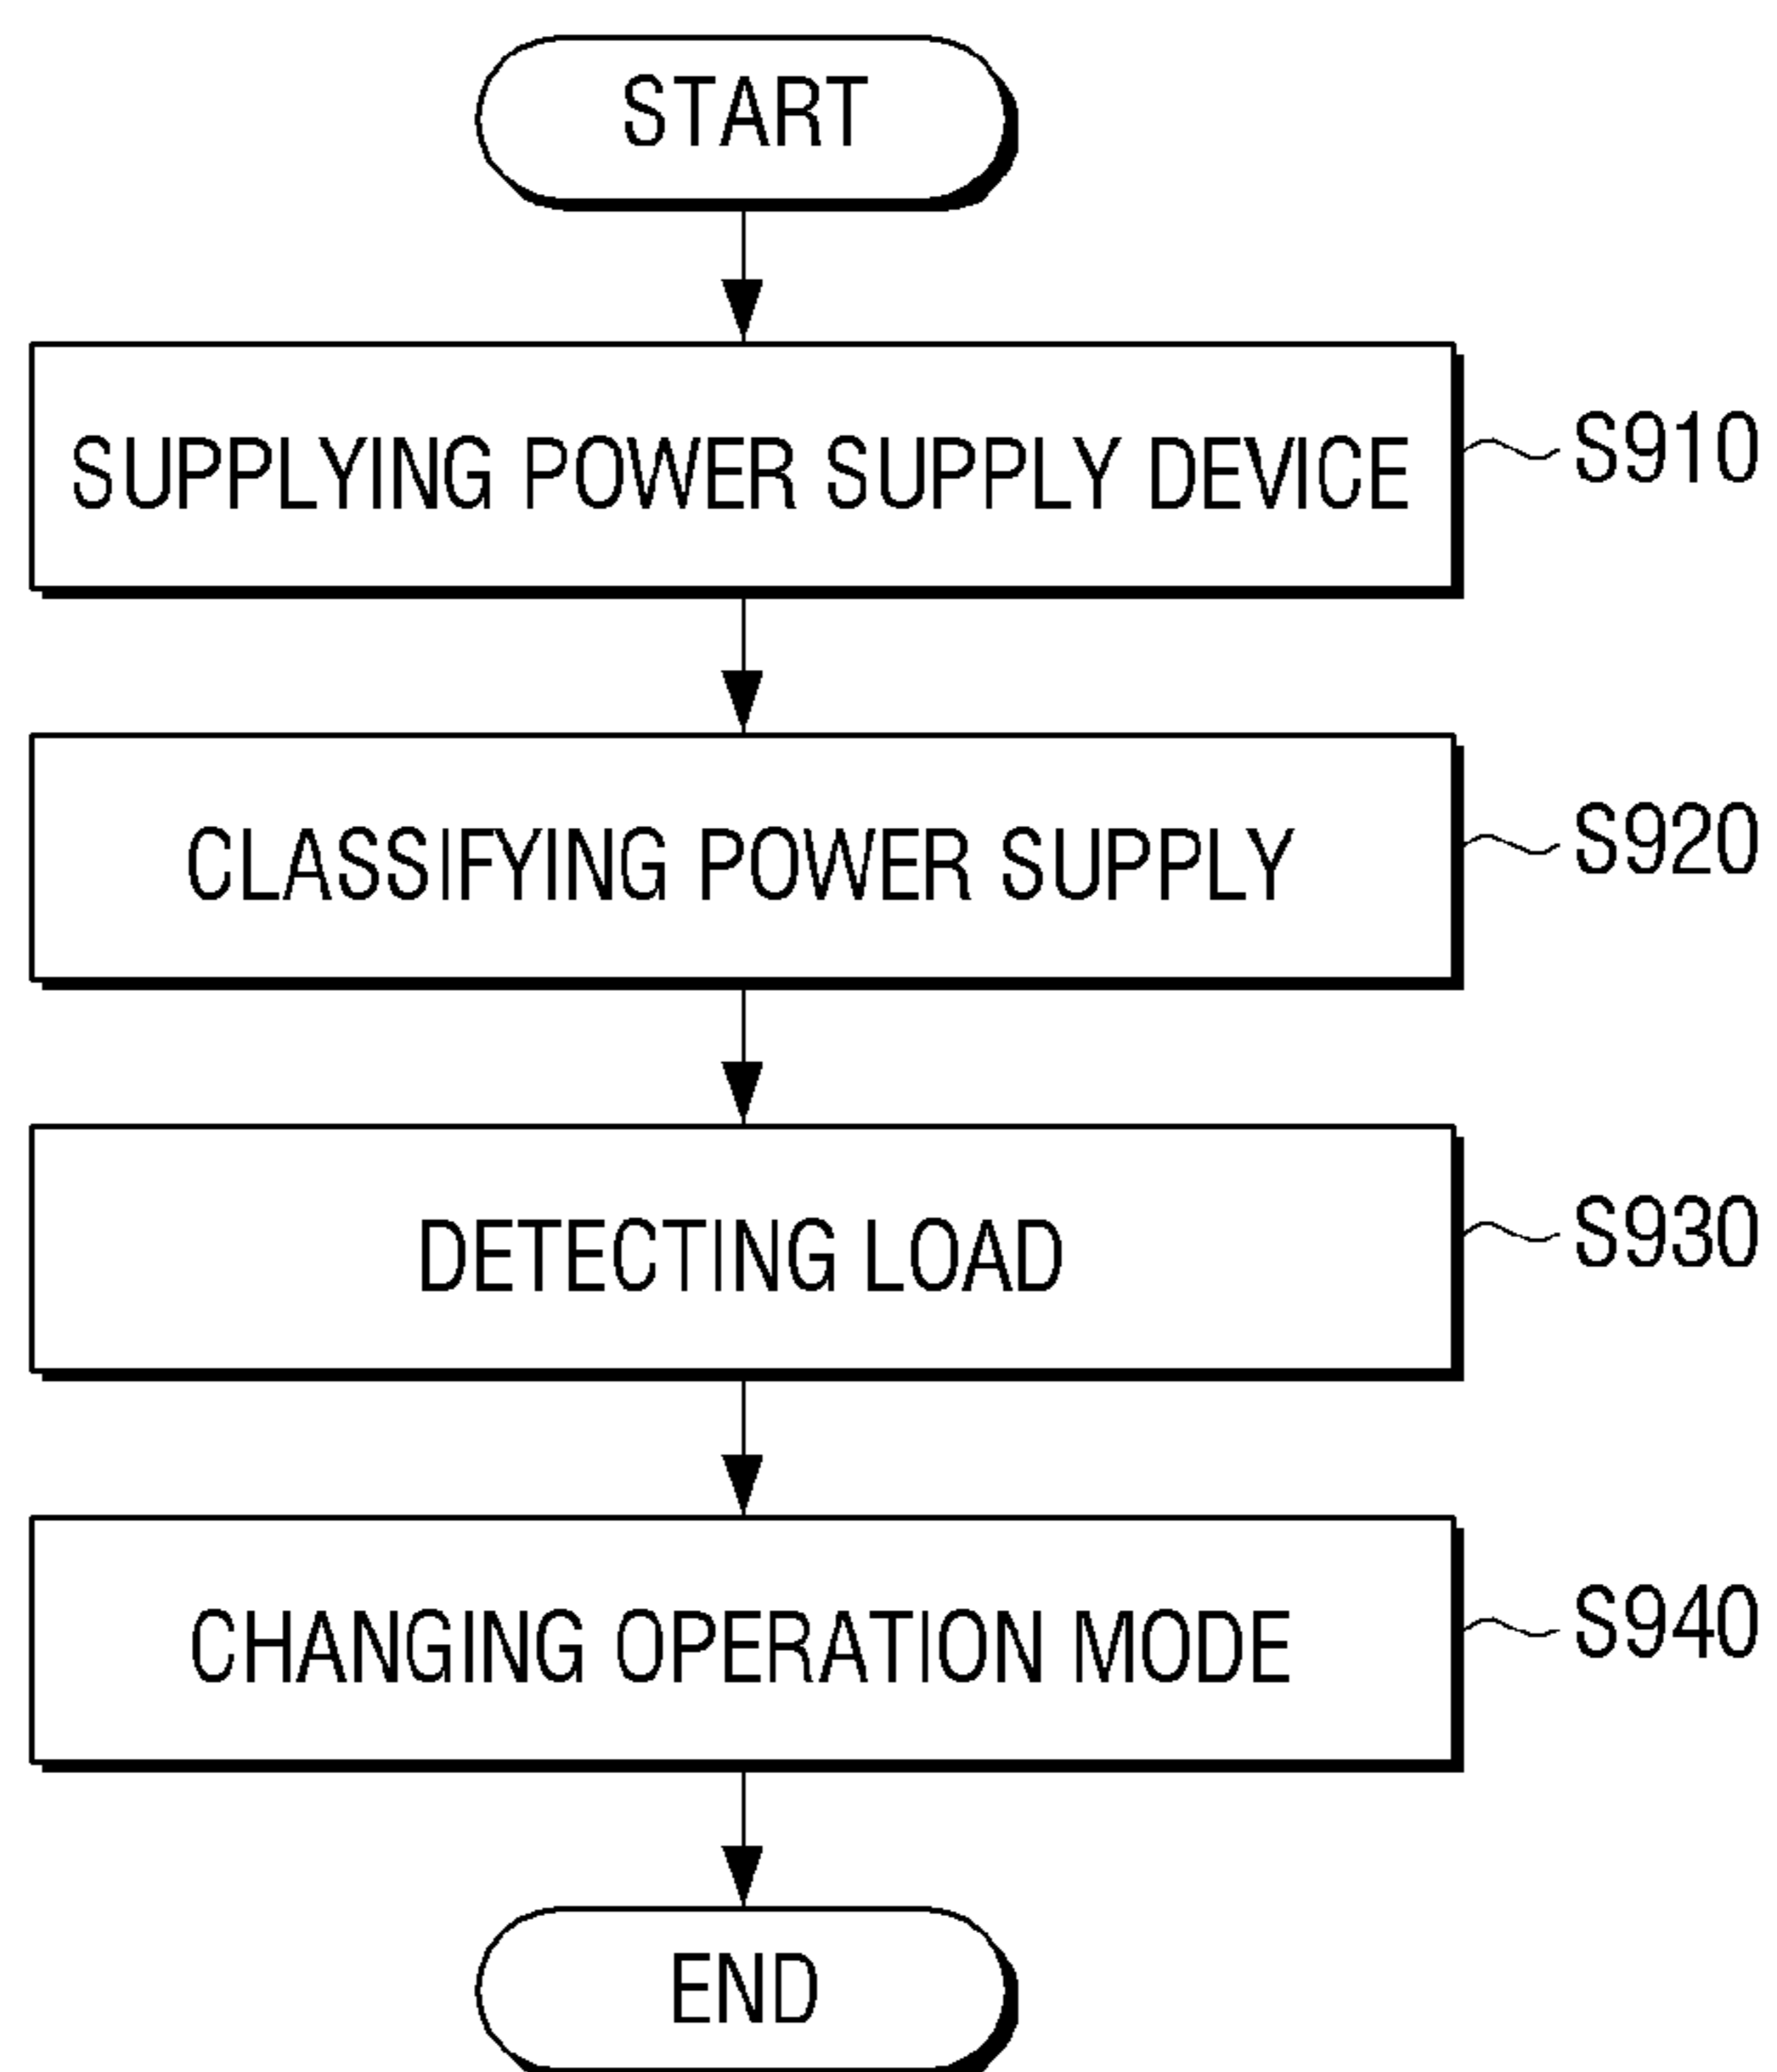 START
SUPPLYING POWER SUPPLY DEVICE
S910
CLASSIFYING POWER SUPPLY
S920
DETECTING LOAD
S930
CHANGING OPERATION MODE
S940
END